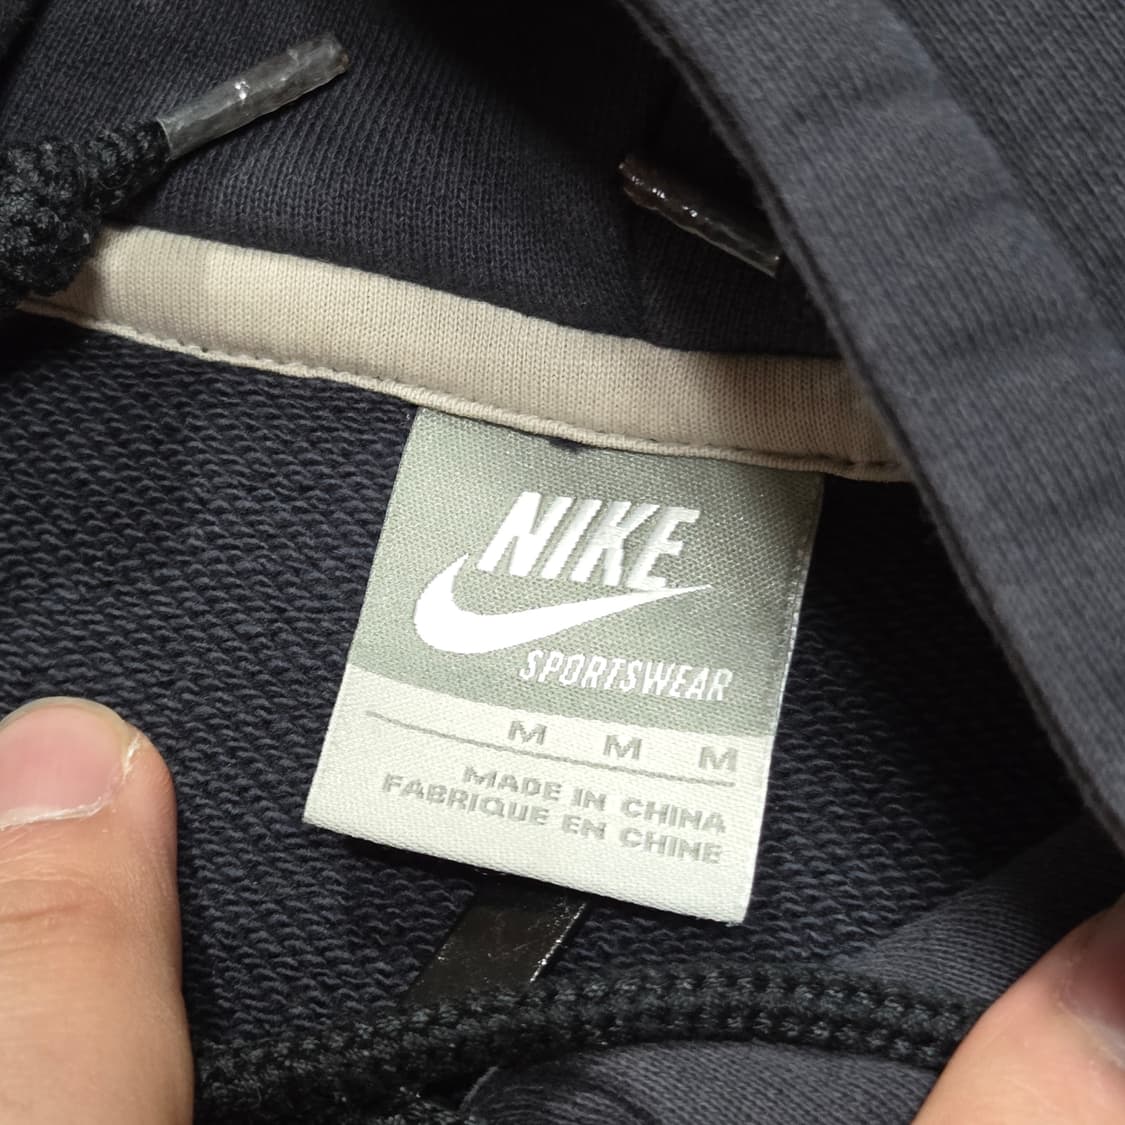 NIKE
SPORTSWEAR
M M M
MADE IN CHINA
FABRIQUE EN CHINE